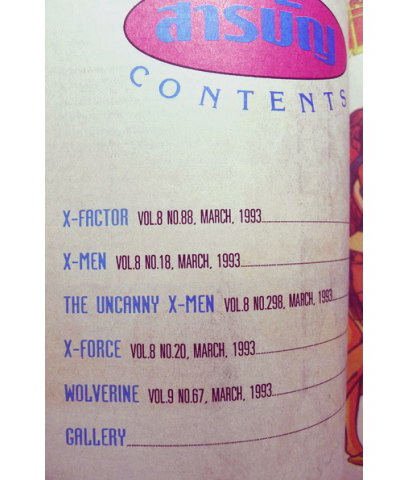 สารบัญ
CONTENTS
X-FACTOR VOL.8 NO.88, MARCH, 1993
X-MEN VOL.8 NO.18, MARCH, 1993
THE UNCANNY X-MEN VOL.8 NO.298, MARCH, 1993
X-FORCE VOL.8 NO.20, MARCH, 1993
WOLVERINE VOL.9 NO.67, MARCH, 1993
GALLERY